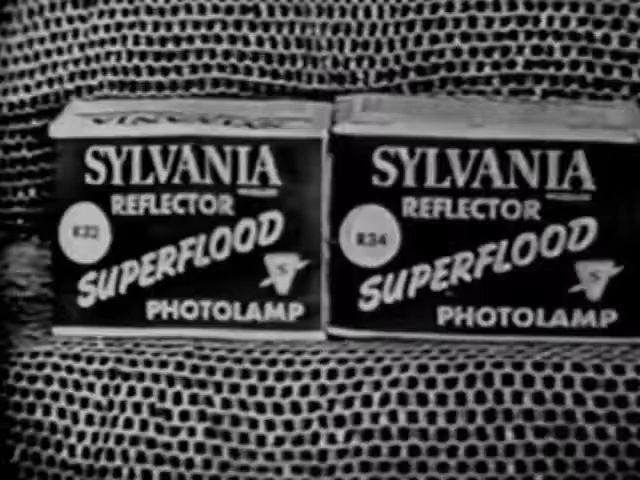 SYLVANIA
REFLECTOR
R32
SUPERFLOOD
S
PHOTOLAMP
SYLVANIA
REFLECTOR
R34
SUPERFLOOD
S
PHOTOLAMP